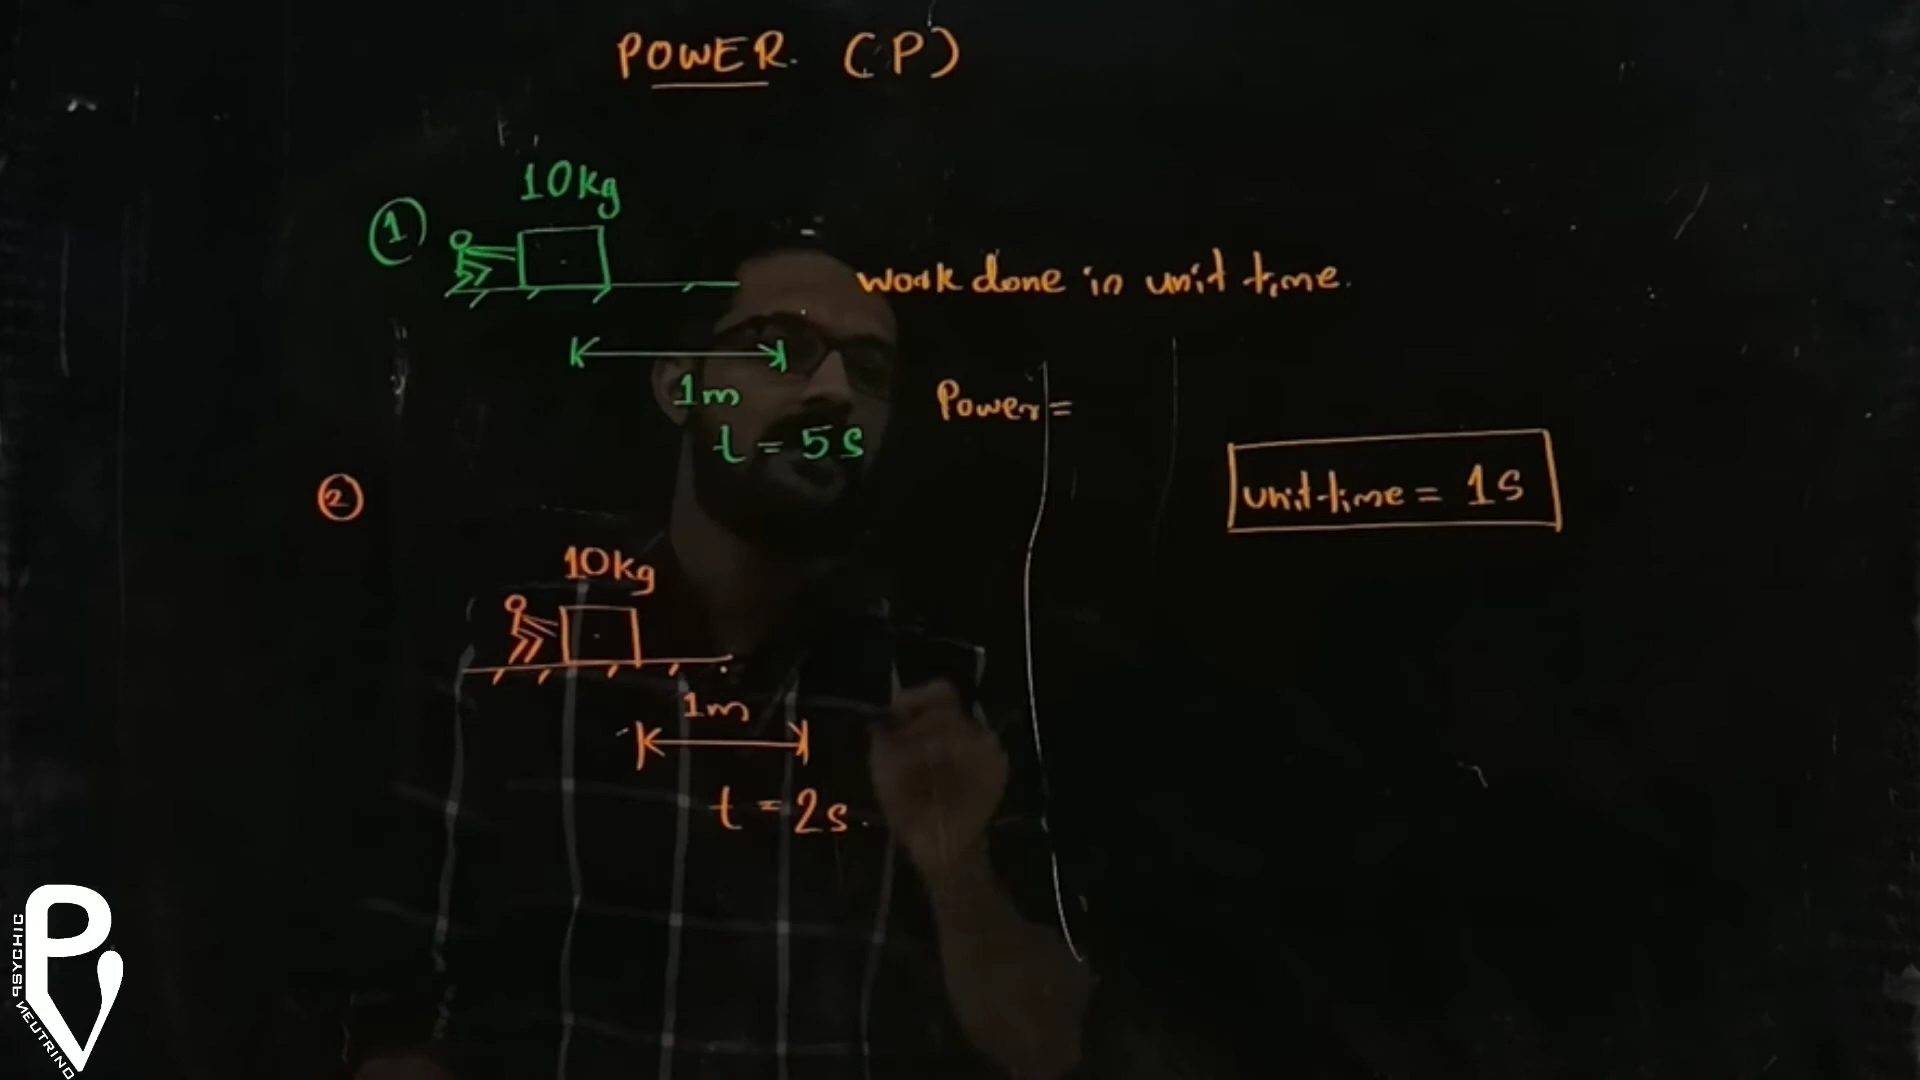 POWER. (P)
1
10kg
work done in unit time.
1m
t = 5s
Power =
unit time = 1s
2
10kg
1m
t = 2s.
PSYCHIC
NEUTRINO